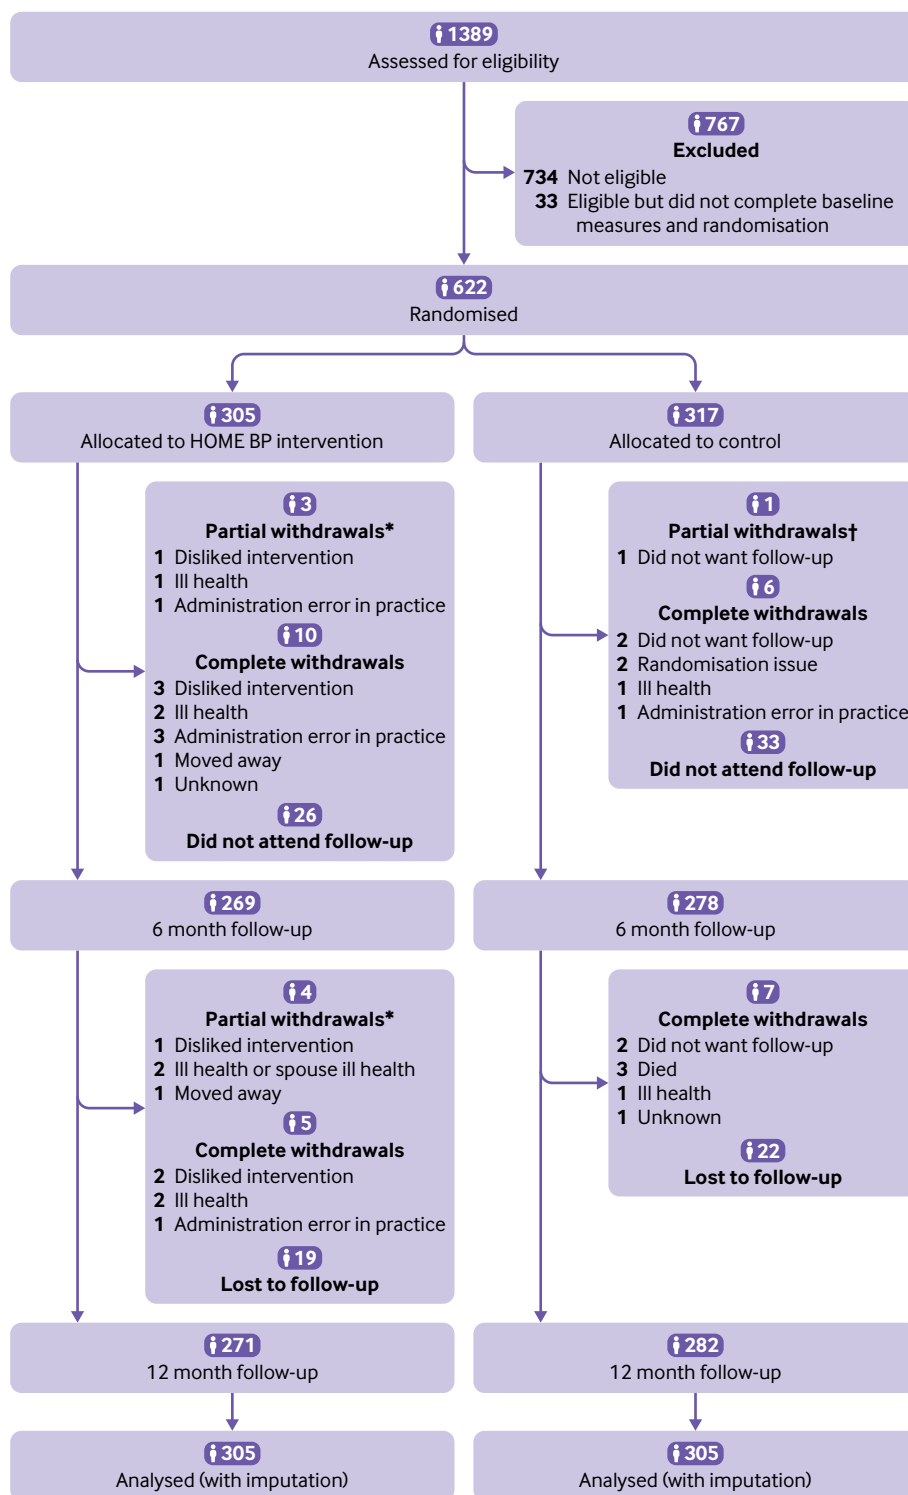 1389
Assessed for eligibility
767
Excluded
734 Not eligible
33 Eligible but did not complete baseline
measures and randomisation
622
Randomised
305
Allocated to HOME BP intervention
317
Allocated to control
3
Partial withdrawals*
1 Disliked intervention
1 Ill health
1 Administration error in practice
10
Complete withdrawals
3 Disliked intervention
2 Ill health
3 Administration error in practice
1 Moved away
1 Unknown
26
Did not attend follow-up
1
Partial withdrawals†
1 Did not want follow-up
6
Complete withdrawals
2 Did not want follow-up
2 Randomisation issue
1 Ill health
1 Administration error in practice
33
Did not attend follow-up
269
6 month follow-up
278
6 month follow-up
4
Partial withdrawals*
1 Disliked intervention
2 Ill health or spouse ill health
1 Moved away
5
Complete withdrawals
2 Disliked intervention
2 Ill health
1 Administration error in practice
19
Lost to follow-up
7
Complete withdrawals
2 Did not want follow-up
3 Died
1 Ill health
1 Unknown
22
Lost to follow-up
271
12 month follow-up
282
12 month follow-up
305
Analysed (with imputation)
305
Analysed (with imputation)